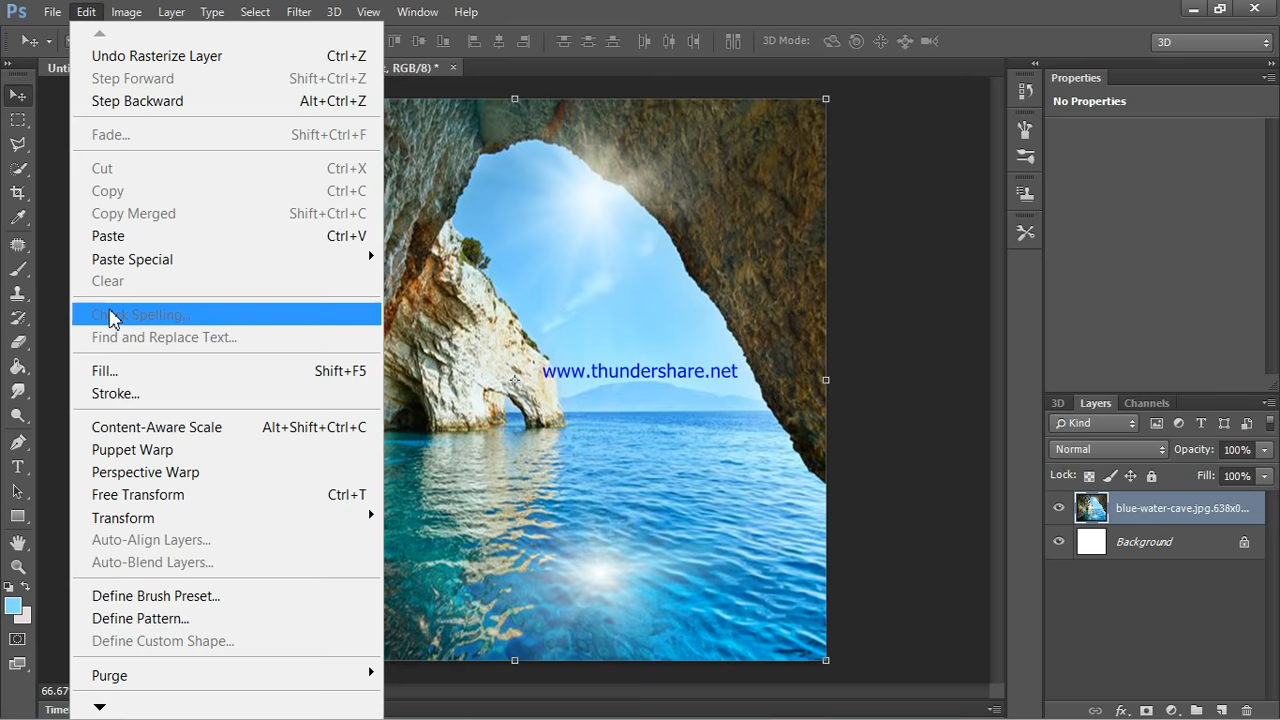 Ps File Edit Image Layer Type Select Filter 3D View Window Help
3D Mode: 3D
Unti , RGB/8) * ×
Undo Rasterize Layer Ctrl+Z
Step Forward Shift+Ctrl+Z
Step Backward Alt+Ctrl+Z
Fade... Shift+Ctrl+F
Cut Ctrl+X
Copy Ctrl+C
Copy Merged Shift+Ctrl+C
Paste Ctrl+V
Paste Special
Clear
Check Spelling...
Find and Replace Text...
Fill... Shift+F5
Stroke...
Content-Aware Scale Alt+Shift+Ctrl+C
Puppet Warp
Perspective Warp
Free Transform Ctrl+T
Transform
Auto-Align Layers...
Auto-Blend Layers...
Define Brush Preset...
Define Pattern...
Define Custom Shape...
Purge
www.thundershare.net
66.67
Time
Properties
No Properties
3D Layers Channels
Kind
Normal Opacity: 100%
Lock: Fill: 100%
blue-water-cave.jpg.638x0...
Background